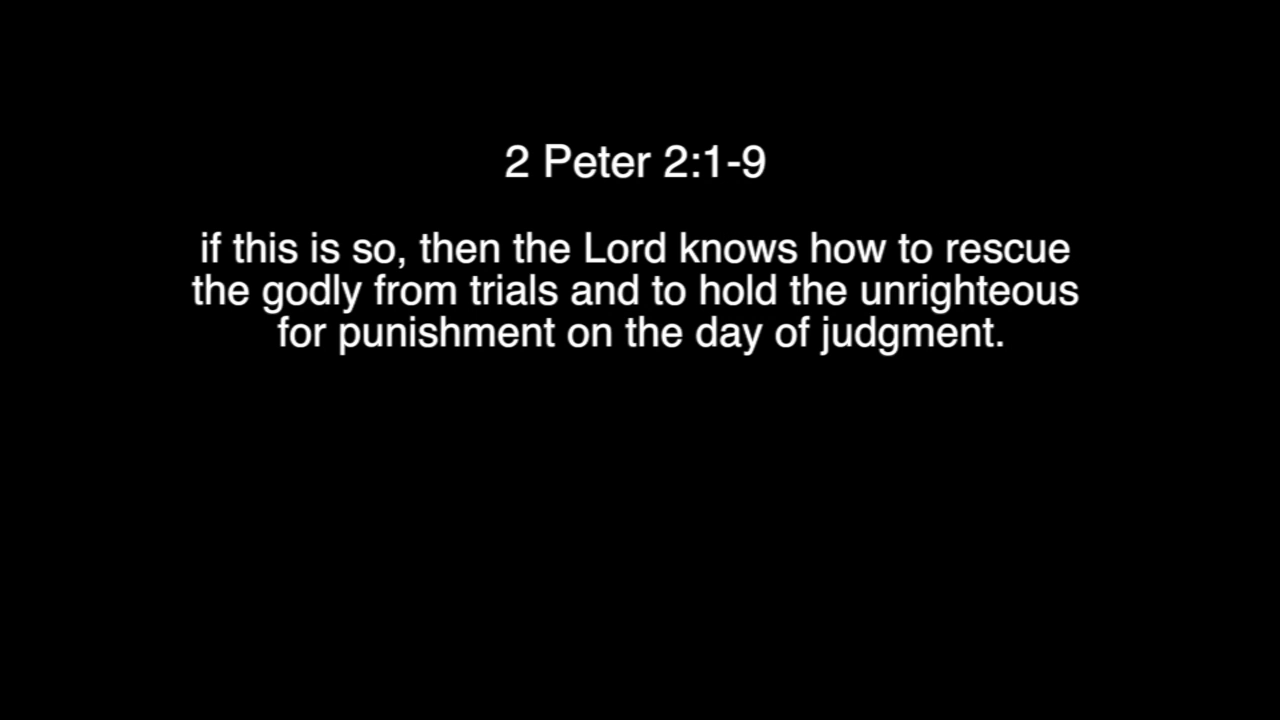 2 Peter 2:1-9
if this is so, then the Lord knows how to rescue
the godly from trials and to hold the unrighteous
for punishment on the day of judgment.